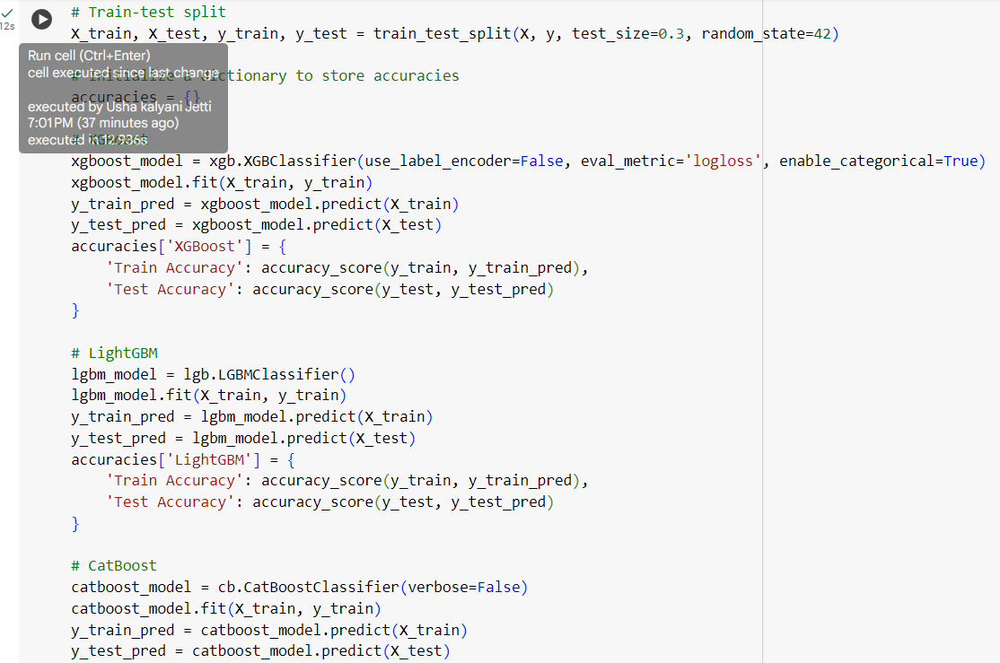 12s
# Train-test split
X_train, X_test, y_train, y_test = train_test_split(X, y, test_size=0.3, random_state=42)
Run cell (Ctrl+Enter)
cell executed since last change
# Initialize a dictionary to store accuracies
accuracies = {}
executed by Usha kalyani Jetti
7:01 PM (37 minutes ago)
executed in 12.936s
# XGBoost
xgboost_model = xgb.XGBClassifier(use_label_encoder=False, eval_metric='logloss', enable_categorical=True)
xgboost_model.fit(X_train, y_train)
y_train_pred = xgboost_model.predict(X_train)
y_test_pred = xgboost_model.predict(X_test)
accuracies['XGBoost'] = {
    'Train Accuracy': accuracy_score(y_train, y_train_pred),
    'Test Accuracy': accuracy_score(y_test, y_test_pred)
}
# LightGBM
lgbm_model = lgb.LGBMClassifier()
lgbm_model.fit(X_train, y_train)
y_train_pred = lgbm_model.predict(X_train)
y_test_pred = lgbm_model.predict(X_test)
accuracies['LightGBM'] = {
    'Train Accuracy': accuracy_score(y_train, y_train_pred),
    'Test Accuracy': accuracy_score(y_test, y_test_pred)
}
# CatBoost
catboost_model = cb.CatBoostClassifier(verbose=False)
catboost_model.fit(X_train, y_train)
y_train_pred = catboost_model.predict(X_train)
y_test_pred = catboost_model.predict(X_test)